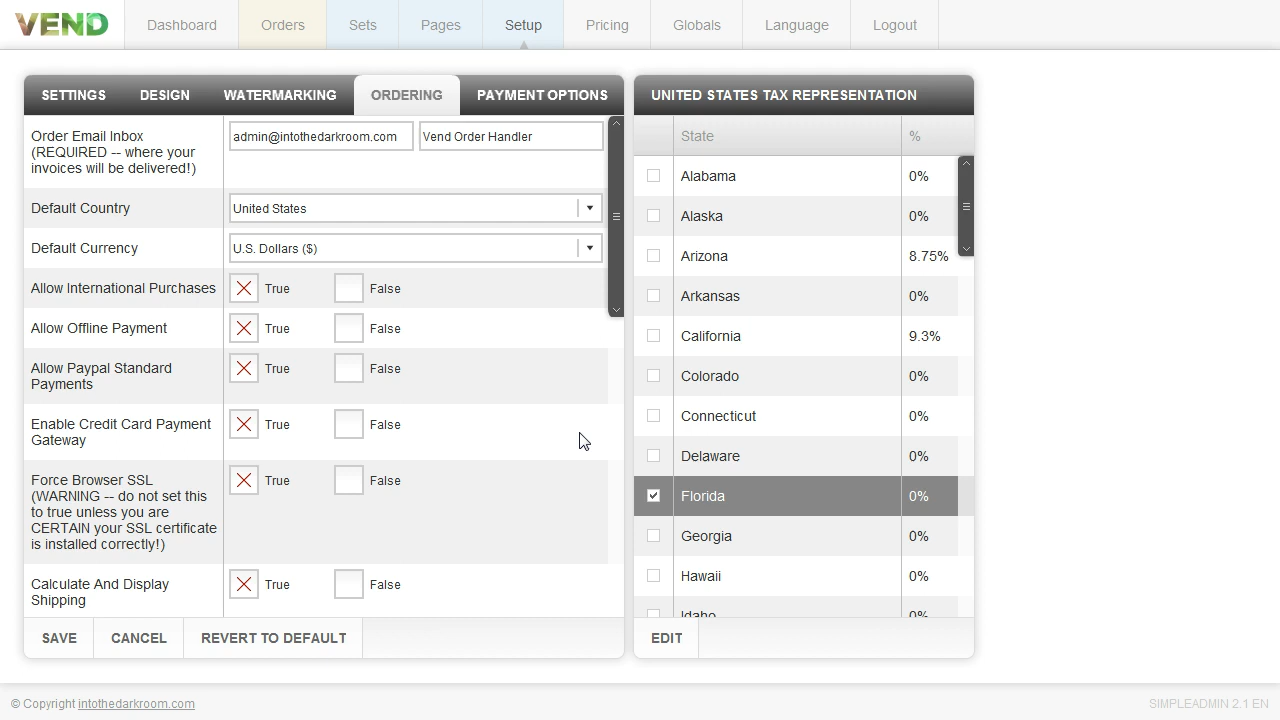 VEND
Dashboard
Orders
Sets
Pages
Setup
Pricing
Globals
Language
Logout
SETTINGS
DESIGN
WATERMARKING
ORDERING
PAYMENT OPTIONS
Order Email Inbox
(REQUIRED -- where your
invoices will be delivered!)
admin@intothedarkroom.com
Vend Order Handler
Default Country
United States
Default Currency
U.S. Dollars ($)
Allow International Purchases
True
False
Allow Offline Payment
True
False
Allow Paypal Standard
Payments
True
False
Enable Credit Card Payment
Gateway
True
False
Force Browser SSL
(WARNING -- do not set this
to true unless you are
CERTAIN your SSL certificate
is installed correctly!)
True
False
Calculate And Display
Shipping
True
False
SAVE
CANCEL
REVERT TO DEFAULT
UNITED STATES TAX REPRESENTATION
State
%
Alabama
0%
Alaska
0%
Arizona
8.75%
Arkansas
0%
California
9.3%
Colorado
0%
Connecticut
0%
Delaware
0%
Florida
0%
Georgia
0%
Hawaii
0%
Idaho
0%
EDIT
© Copyright intothedarkroom.com
SIMPLEADMIN 2.1 EN